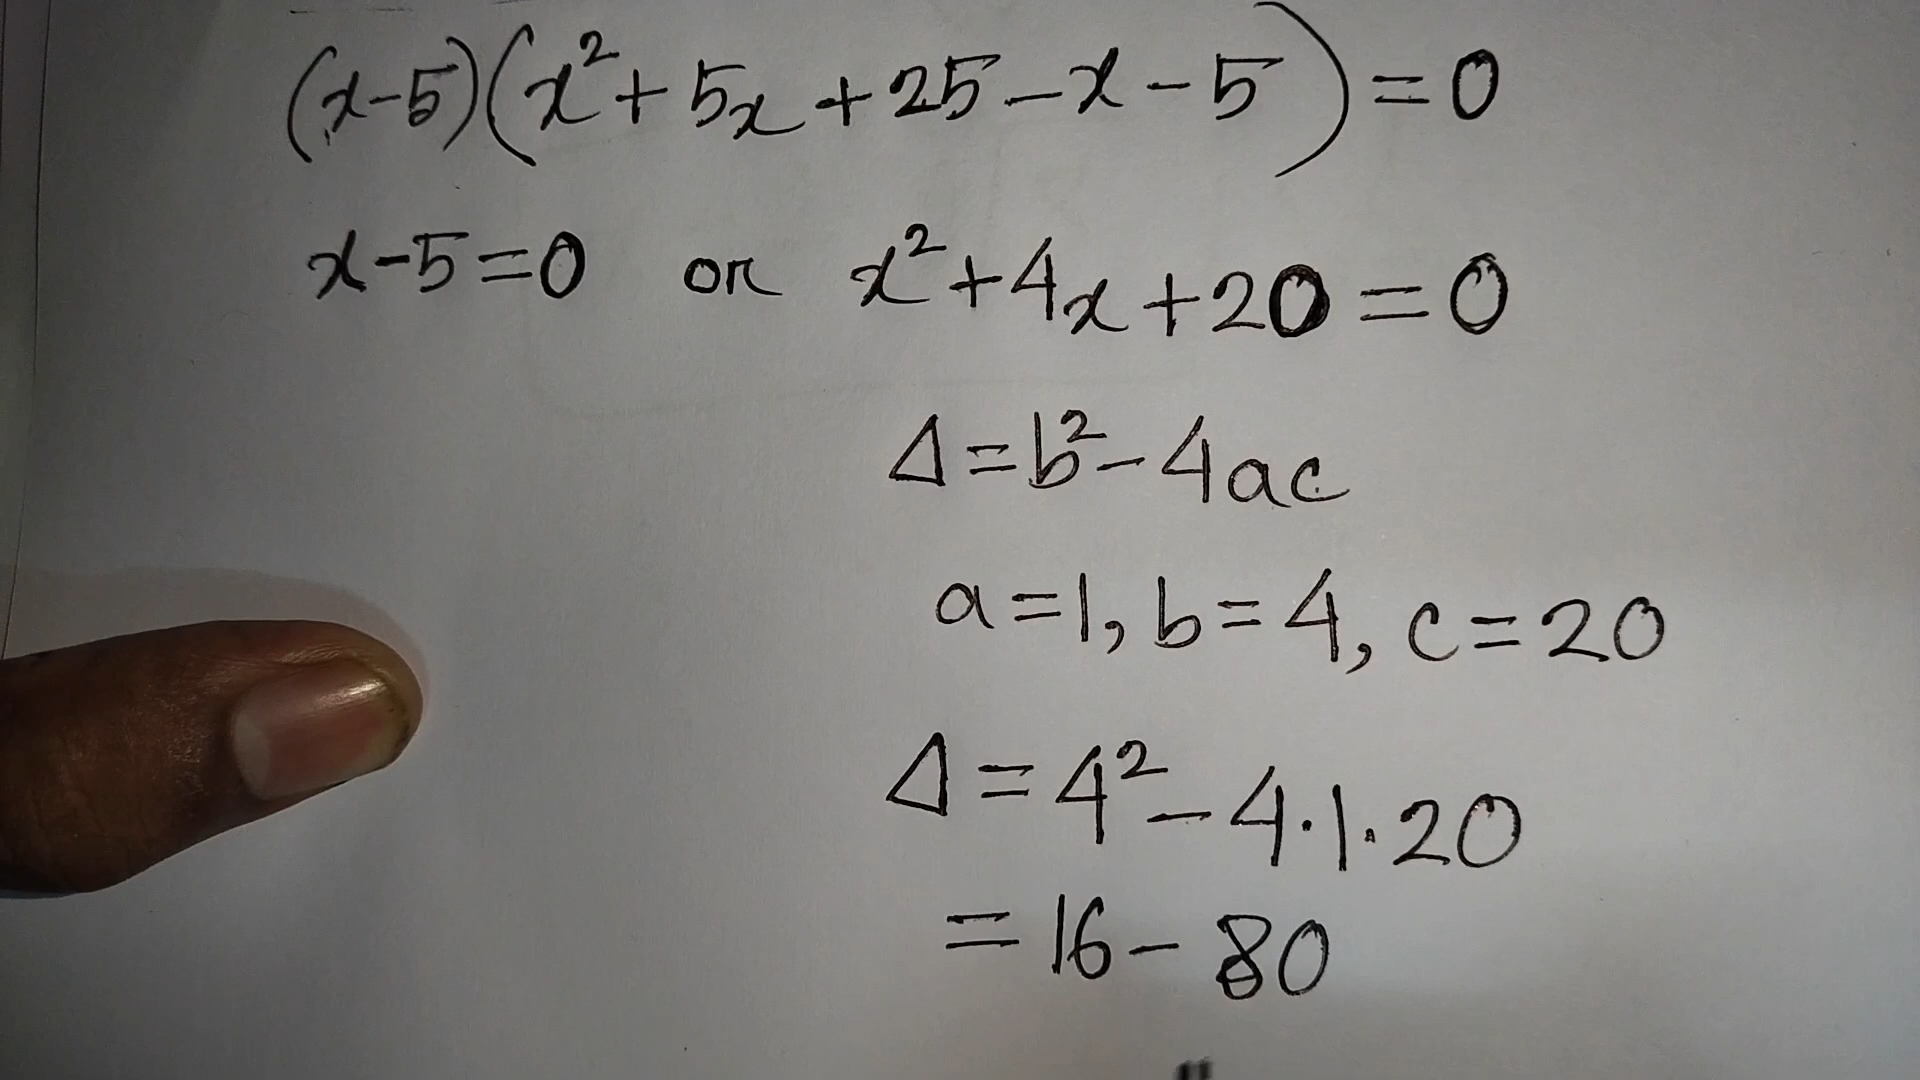 (x-5)(x²+5x+25-x-5)=0
x-5=0 or x²+4x+20=0
Δ=b²-4ac
a=1, b=4, c=20
Δ=4²-4·1·20
=16-80